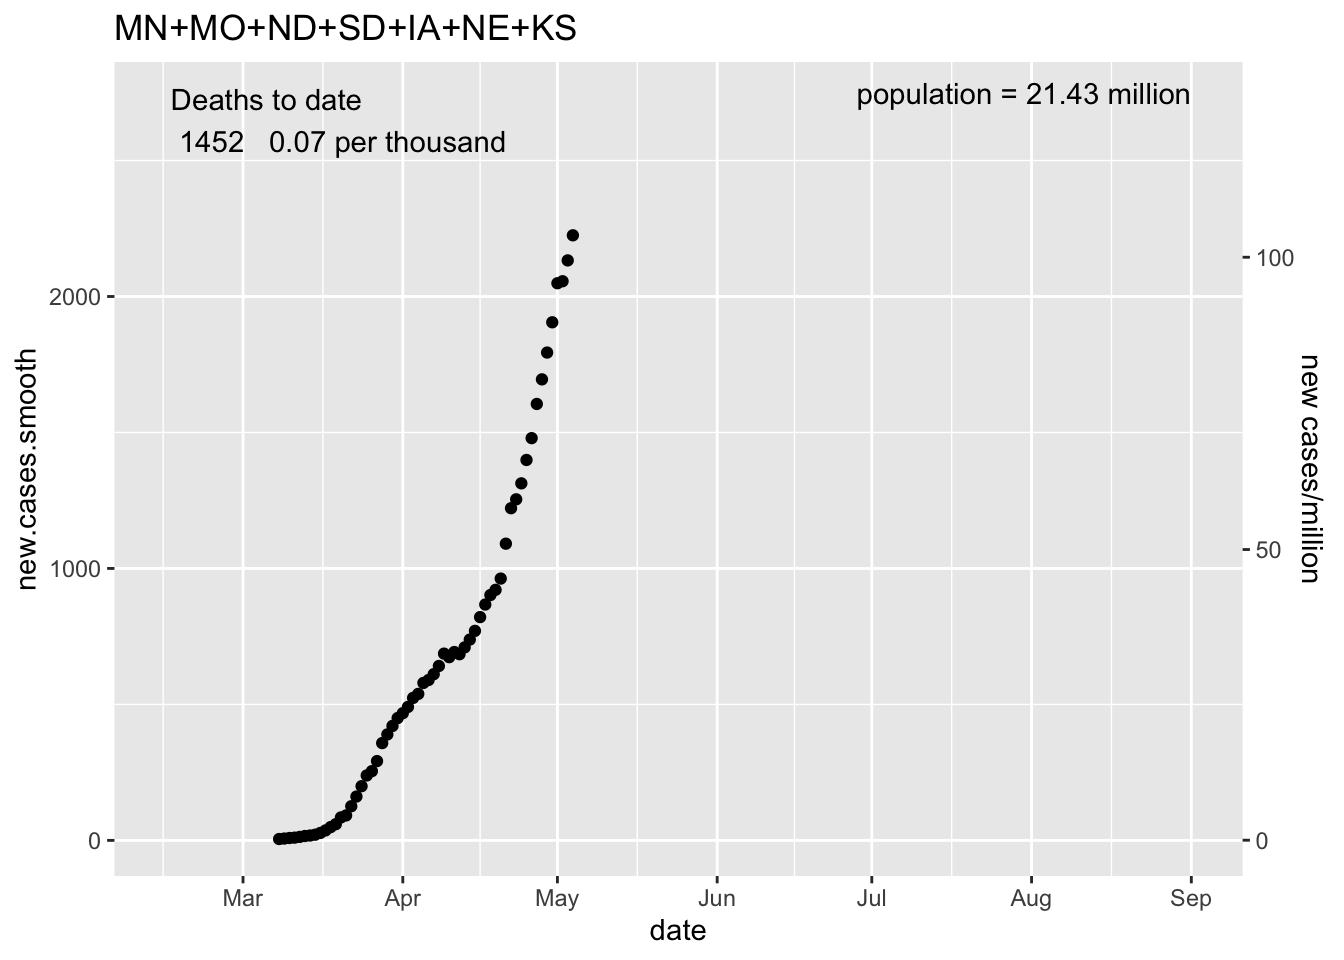 MN+MO+ND+SD+IA+NE+KS
Deaths to date
1452 0.07 per thousand
population = 21.43 million
new.cases.smooth
2000
1000
0
100
50
0
new cases/million
Mar Apr May Jun Jul Aug Sep
date